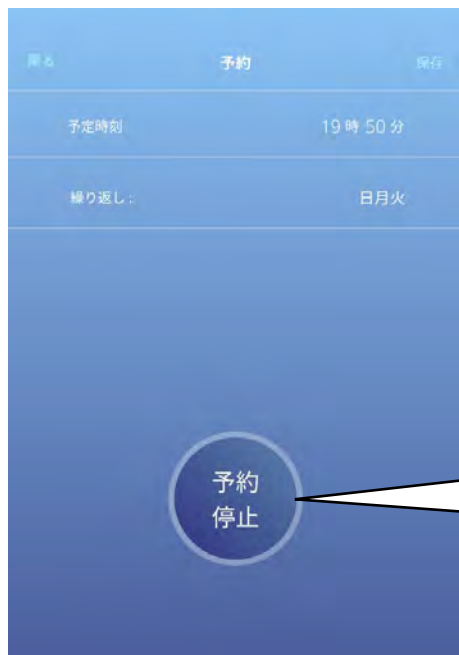 戻る 予約 保存
予定時刻 19 時 50 分
繰り返し : 日月火
予約
停止